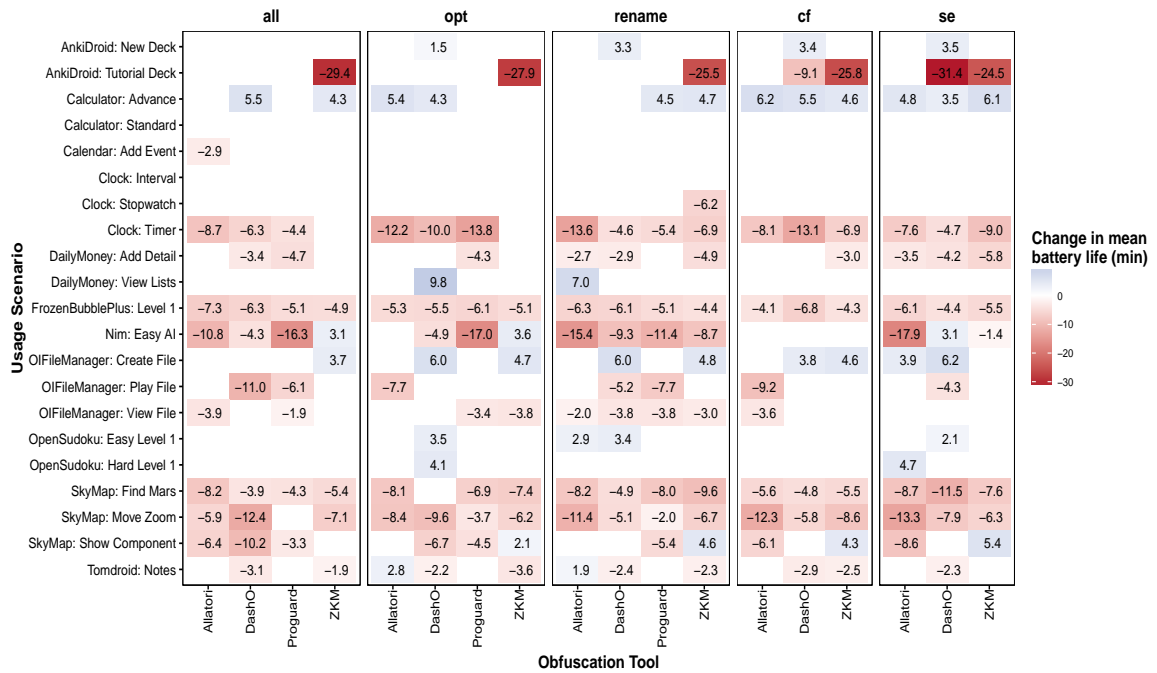 all opt rename cf se
AnkiDroid: New Deck 1.5 3.3 3.4 3.5
AnkiDroid: Tutorial Deck −29.4 −27.9 −25.5 −9.1 −25.8 −31.4 −24.5
Calculator: Advance 5.5 4.3 5.4 4.3 4.5 4.7 6.2 5.5 4.6 4.8 3.5 6.1
Calculator: Standard
Calendar: Add Event −2.9
Clock: Interval
Clock: Stopwatch −6.2
Clock: Timer −8.7 −6.3 −4.4 −12.2 −10.0 −13.8 −13.6 −4.6 −5.4 −6.9 −8.1 −13.1 −6.9 −7.6 −4.7 −9.0
DailyMoney: Add Detail −3.4 −4.7 −4.3 −2.7 −2.9 −4.9 −3.0 −3.5 −4.2 −5.8
DailyMoney: View Lists 9.8 7.0
FrozenBubblePlus: Level 1 −7.3 −6.3 −5.1 −4.9 −5.3 −5.5 −6.1 −5.1 −6.3 −6.1 −5.1 −4.4 −4.1 −6.8 −4.3 −6.1 −4.4 −5.5
Nim: Easy AI −10.8 −4.3 −16.3 3.1 −4.9 −17.0 3.6 −15.4 −9.3 −11.4 −8.7 −17.9 3.1 −1.4
OIFileManager: Create File 3.7 6.0 4.7 6.0 4.8 3.8 4.6 3.9 6.2
OIFileManager: Play File −11.0 −6.1 −7.7 −5.2 −7.7 −9.2 −4.3
OIFileManager: View File −3.9 −1.9 −3.4 −3.8 −2.0 −3.8 −3.8 −3.0 −3.6
OpenSudoku: Easy Level 1 3.5 2.9 3.4 2.1
OpenSudoku: Hard Level 1 4.1 4.7
SkyMap: Find Mars −8.2 −3.9 −4.3 −5.4 −8.1 −6.9 −7.4 −8.2 −4.9 −8.0 −9.6 −5.6 −4.8 −5.5 −8.7 −11.5 −7.6
SkyMap: Move Zoom −5.9 −12.4 −7.1 −8.4 −9.6 −3.7 −6.2 −11.4 −5.1 −2.0 −6.7 −12.3 −5.8 −8.6 −13.3 −7.9 −6.3
SkyMap: Show Component −6.4 −10.2 −3.3 −6.7 −4.5 2.1 −5.4 4.6 −6.1 4.3 −8.6 5.4
Tomdroid: Notes −3.1 −1.9 2.8 −2.2 −3.6 1.9 −2.4 −2.3 −2.9 −2.5 −2.3
Allatori DashO Proguard ZKM Allatori DashO Proguard ZKM Allatori DashO Proguard ZKM Allatori DashO ZKM Allatori DashO ZKM
Obfuscation Tool
Usage Scenario
Change in mean
battery life (min)
0
−10
−20
−30